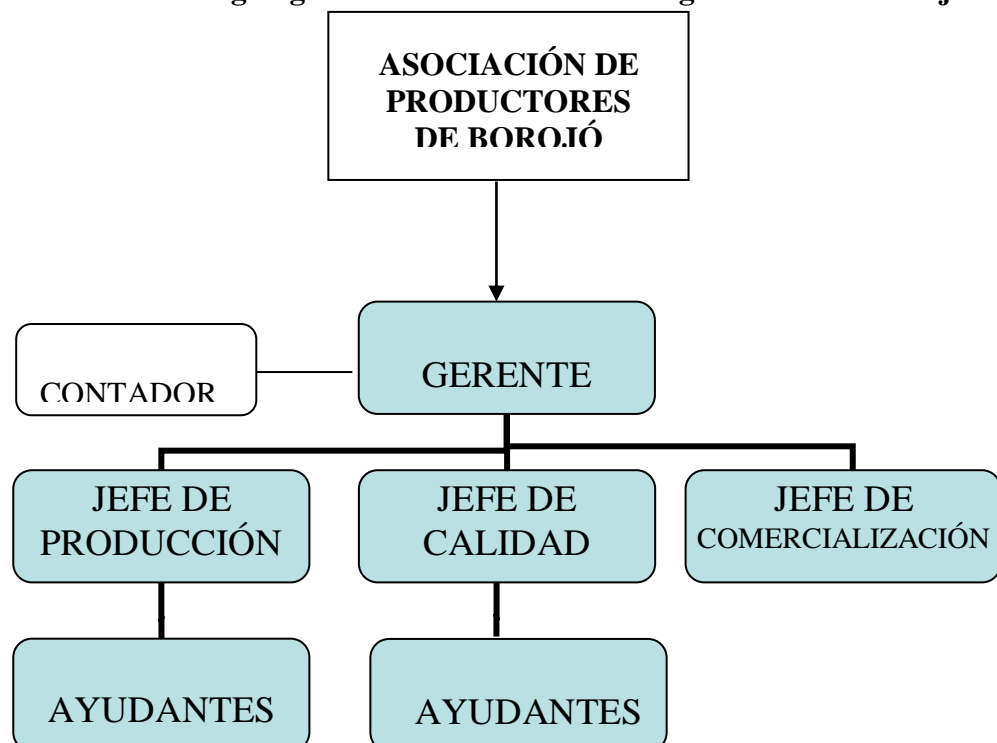 ASOCIACIÓN DE
PRODUCTORES
DE BOROJÓ
CONTADOR
GERENTE
JEFE DE
PRODUCCIÓN
JEFE DE
CALIDAD
JEFE DE
COMERCIALIZACIÓN
AYUDANTES
AYUDANTES